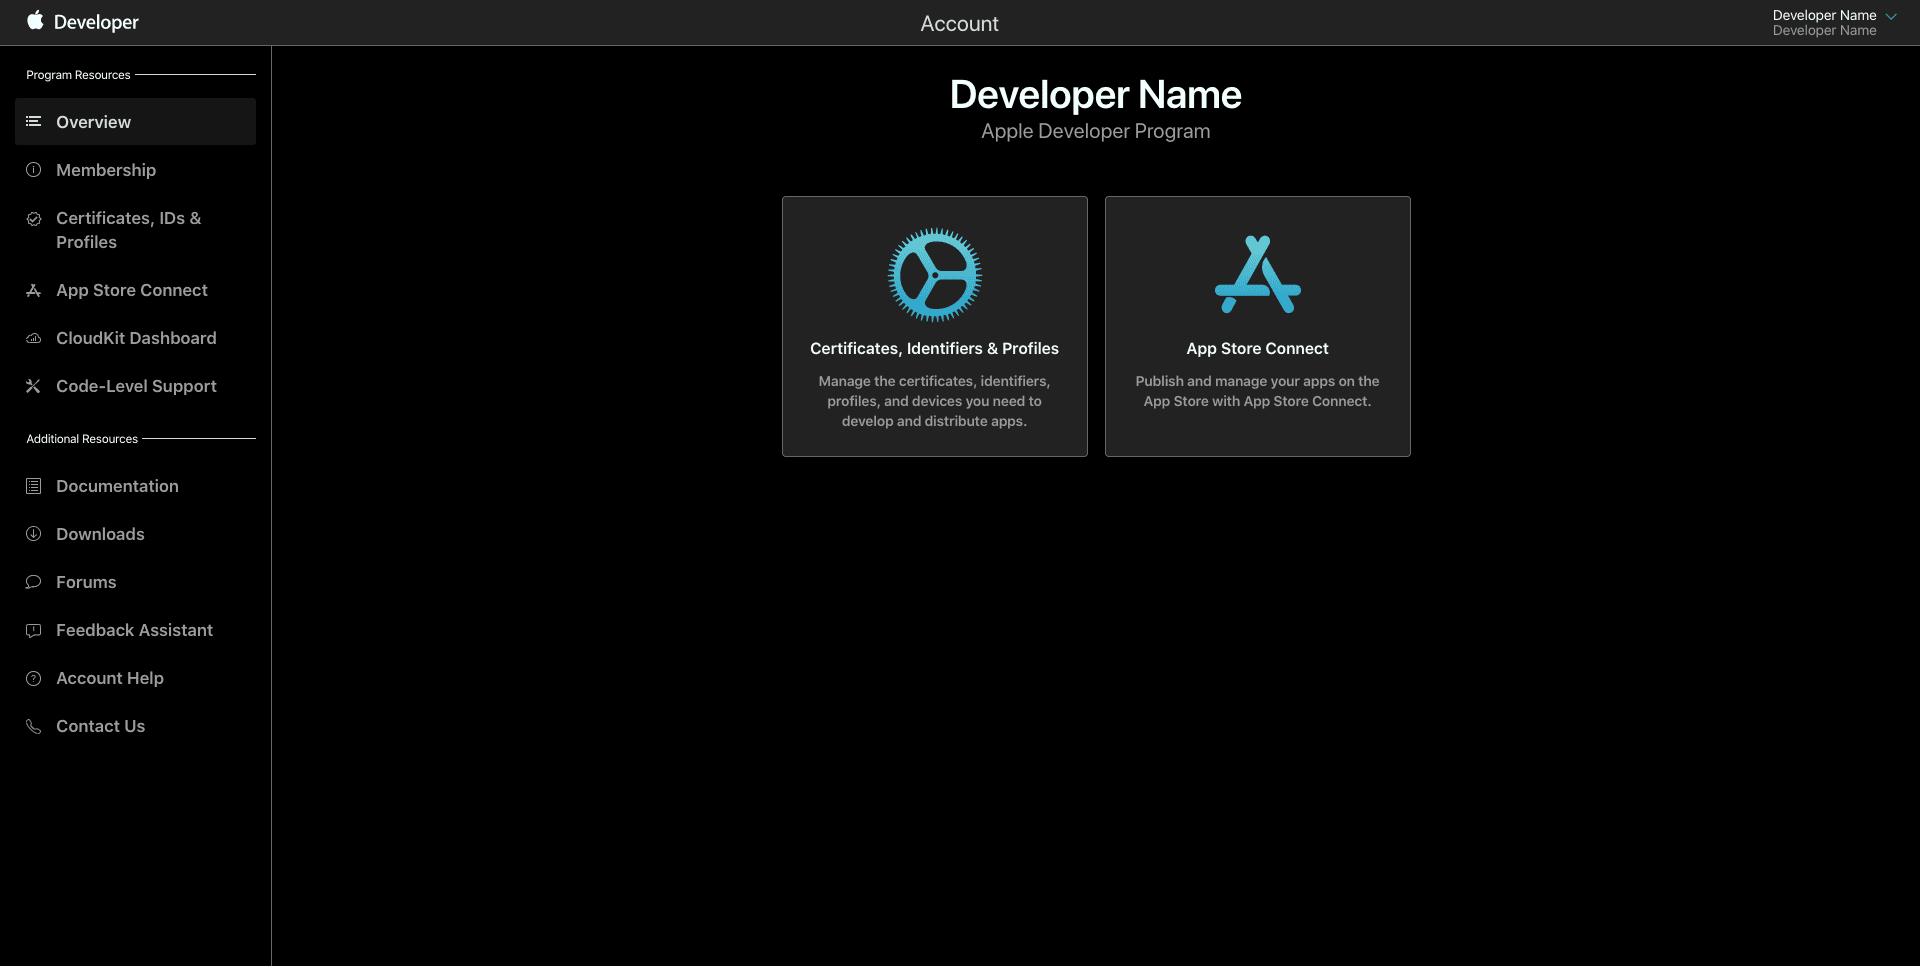 Developer
Account
Developer Name
Developer Name
Program Resources
Overview
Membership
Certificates, IDs &
Profiles
App Store Connect
CloudKit Dashboard
Code-Level Support
Additional Resources
Documentation
Downloads
Forums
Feedback Assistant
Account Help
Contact Us
Developer Name
Apple Developer Program
Certificates, Identifiers & Profiles
Manage the certificates, identifiers,
profiles, and devices you need to
develop and distribute apps.
App Store Connect
Publish and manage your apps on the
App Store with App Store Connect.